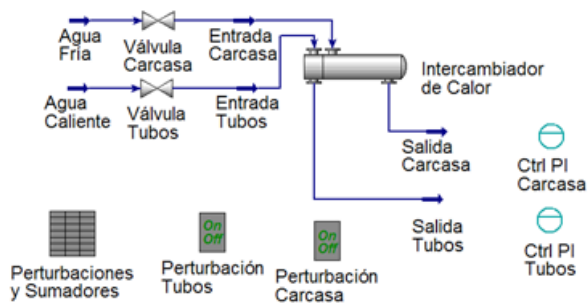 Agua
Fría
Válvula
Carcasa
Entrada
Carcasa
Agua
Caliente
Válvula
Tubos
Entrada
Tubos
Intercambiador
de Calor
Salida
Carcasa
Ctrl PI
Carcasa
Salida
Tubos
Ctrl PI
Tubos
Perturbaciones
y Sumadores
On
Off
Perturbación
Tubos
On
Off
Perturbación
Carcasa